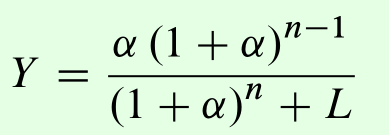 Y = α (1 + α)ⁿ⁻¹ / (1 + α)ⁿ + L